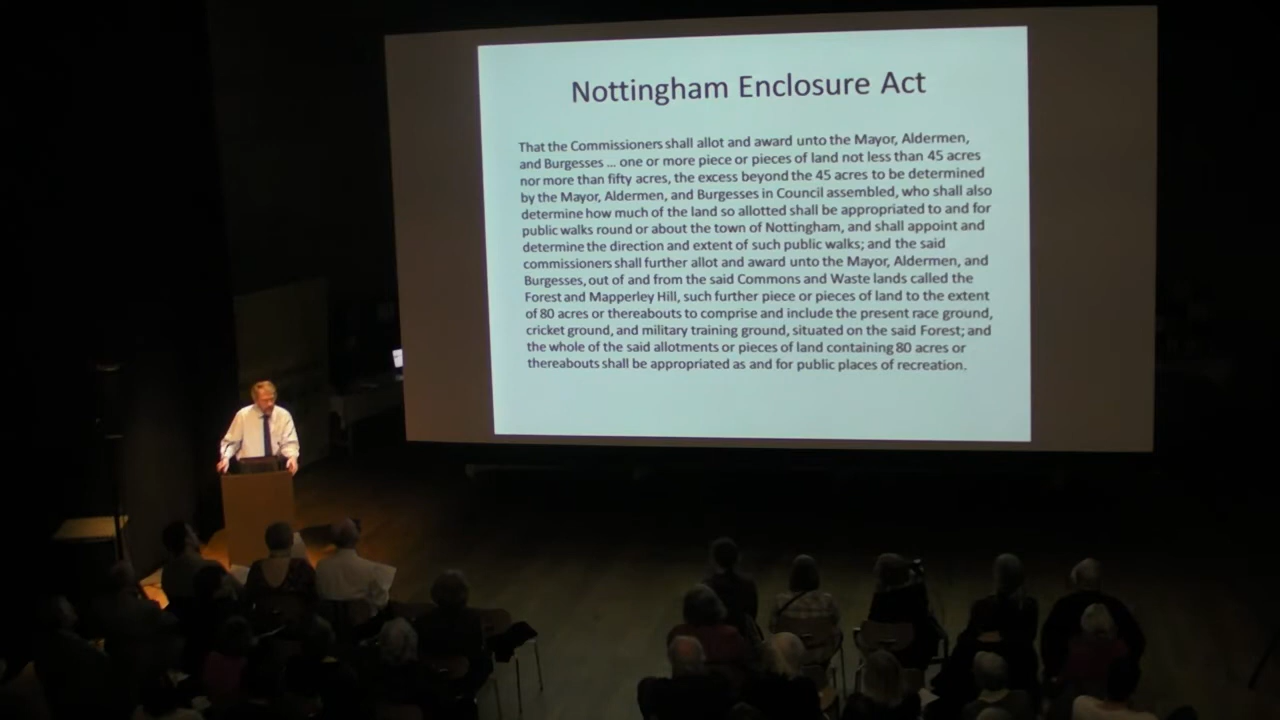 Nottingham Enclosure Act
That the Commissioners shall allot and award unto the Mayor, Aldermen,
and Burgesses ... one or more piece or pieces of land not less than 45 acres
nor more than fifty acres, the excess beyond the 45 acres to be determined
by the Mayor, Aldermen, and Burgesses in Council assembled, who shall also
determine how much of the land so allotted shall be appropriated to and for
public walks round or about the town of Nottingham, and shall appoint and
determine the direction and extent of such public walks; and the said
commissioners shall further allot and award unto the Mayor, Aldermen, and
Burgesses, out of and from the said Commons and Waste lands called the
Forest and Mapperley Hill, such further piece or pieces of land to the extent
of 80 acres or thereabouts to comprise and include the present race ground,
cricket ground, and military training ground, situated on the said Forest; and
the whole of the said allotments or pieces of land containing 80 acres or
thereabouts shall be appropriated as and for public places of recreation.